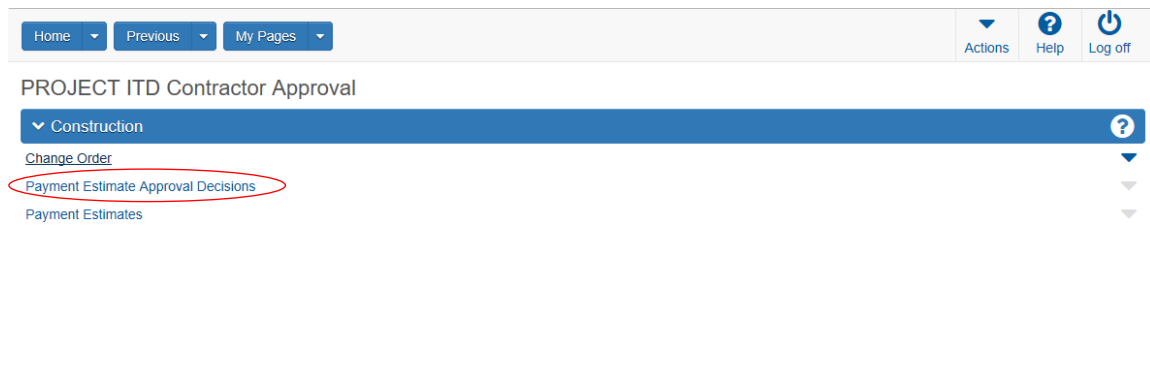 Home Previous My Pages
Actions Help Log off
PROJECT ITD Contractor Approval
Construction ?
Change Order
Payment Estimate Approval Decisions
Payment Estimates